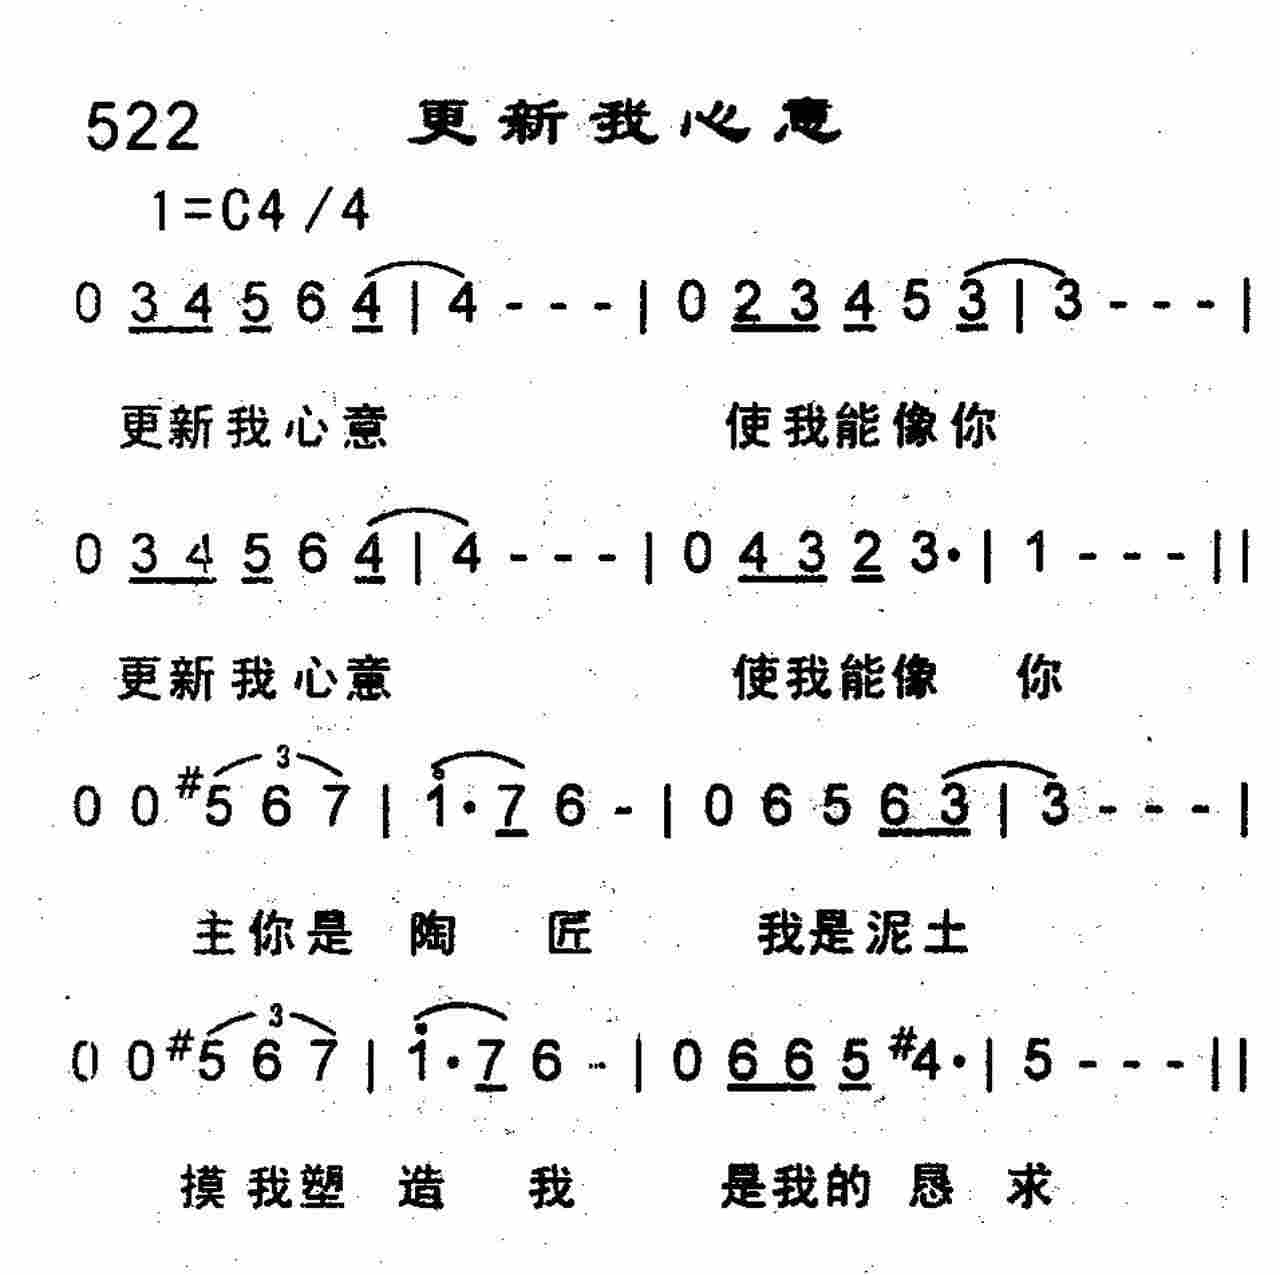 522 更新我心意
1=C4/4
0 3 4 5 6 4 | 4 - - - | 0 2 3 4 5 3 | 3 - - - |
更新我心意 使我能像你
0 3 4 5 6 4 | 4 - - - | 0 4 3 2 3· | 1 - - - ||
更新我心意 使我能像 你
3
0 0 #5 6 7 | 1· 7 6 - | 0 6 5 6 3 | 3 - - - |
主你是 陶 匠 我是泥土
3
0 0 #5 6 7 | 1· 7 6 - | 0 6 6 5 #4· | 5 - - - ||
摸我塑 造 我 是我的 恳 求